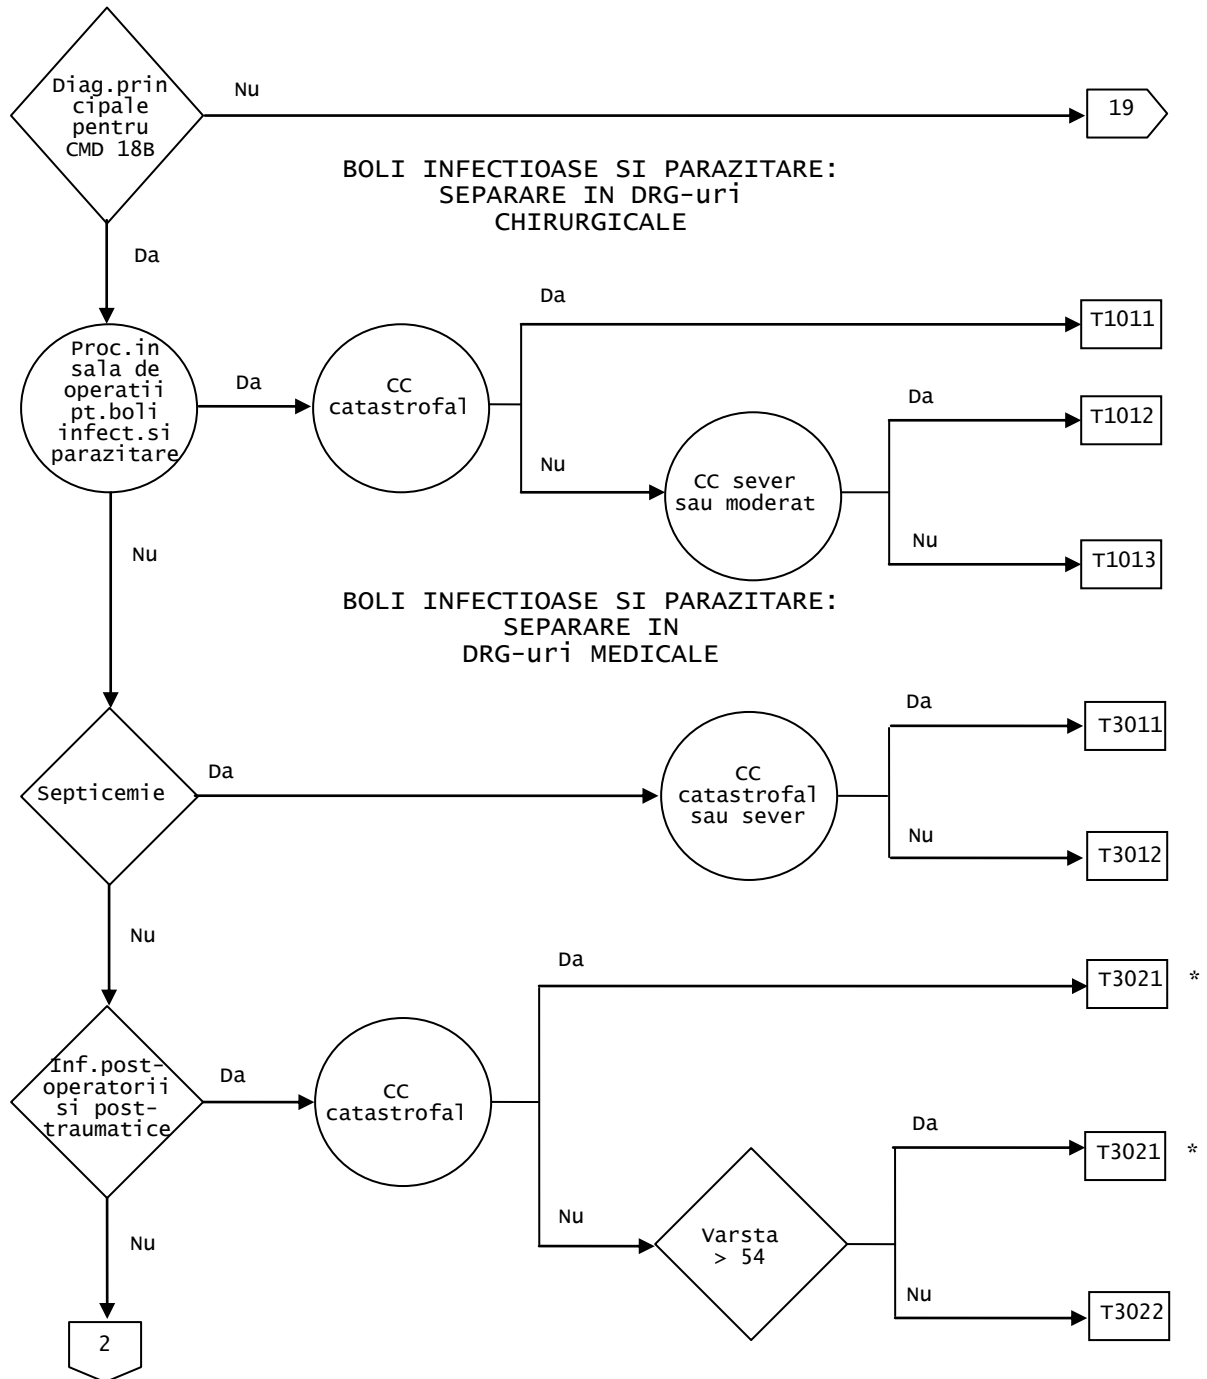 Diag.prin
cipale
pentru
CMD 18B
Nu
19
BOLI INFECTIOASE SI PARAZITARE:
SEPARARE IN DRG-uri
CHIRURGICALE
Da
Proc.in
sala de
operatii
pt.boli
infect.si
parazitare
Da
CC
catastrofal
Da
T1011
Nu
CC sever
sau moderat
Da
T1012
Nu
T1013
Nu
BOLI INFECTIOASE SI PARAZITARE:
SEPARARE IN
DRG-uri MEDICALE
Septicemie
Da
CC
catastrofal
sau sever
Da
T3011
Nu
T3012
Nu
Inf.post-
operatorii
si post-
traumatice
Da
CC
catastrofal
Da
T3021 *
Nu
Varsta
> 54
Da
T3021 *
Nu
T3022
Nu
2